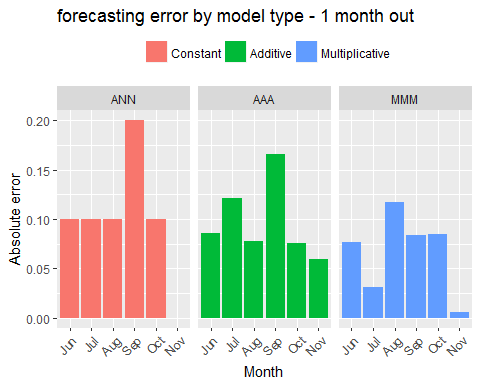 forecasting error by model type - 1 month out
Constant Additive Multiplicative
ANN AAA MMM
Absolute error
0.20
0.15
0.10
0.05
0.00
Jun Jul Aug Sep Oct Nov Jun Jul Aug Sep Oct Nov Jun Jul Aug Sep Oct Nov
Month